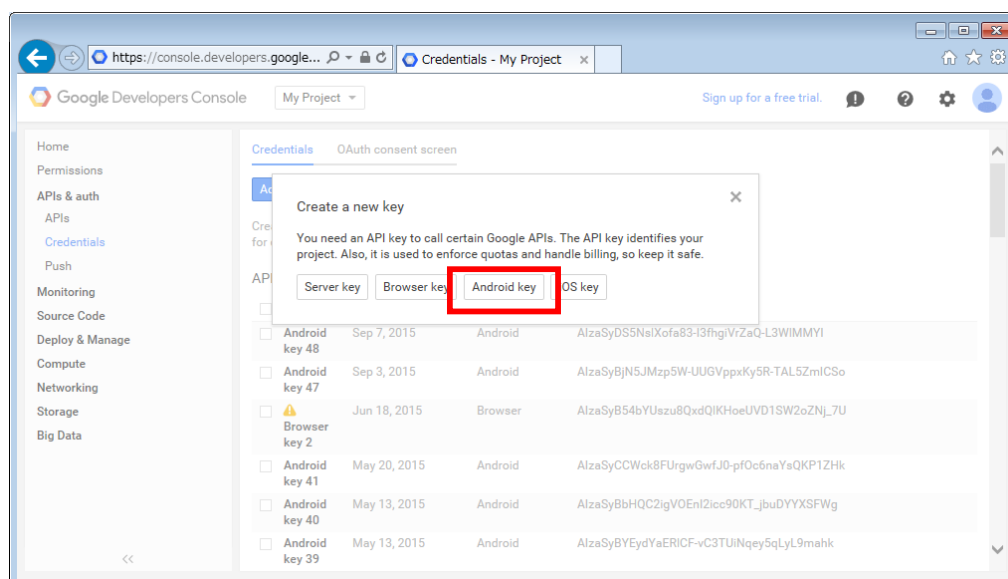 https://console.developers.google...
Credentials - My Project
Google Developers Console
My Project
Sign up for a free trial.
Home
Permissions
APIs & auth
APIs
Credentials
Push
Monitoring
Source Code
Deploy & Manage
Compute
Networking
Storage
Big Data
Credentials
OAuth consent screen
Create a new key
You need an API key to call certain Google APIs. The API key identifies your
project. Also, it is used to enforce quotas and handle billing, so keep it safe.
Server key
Browser key
Android key
OS key
Android key 48
Sep 7, 2015
Android
Android key 47
Sep 3, 2015
Android
AIzaSyBjN5JMzp5W-UUGVppxKy5R-TAL5ZmICSo
Browser key 2
Jun 18, 2015
Browser
AIzaSyB54bYUszu8QxdQIKHoeUVD1SW2oZNj_7U
Android key 41
May 20, 2015
Android
AIzaSyCCWck8FUrgwGwfJ0-pfOc6naYsQKP1ZHk
Android key 40
May 13, 2015
Android
AIzaSyBbHQC2igVOEnI2icc90KT_jbuDYYXSFWg
Android key 39
May 13, 2015
Android
AIzaSyBYEydYaERICF-vC3TUiNqey5qLyL9mahk